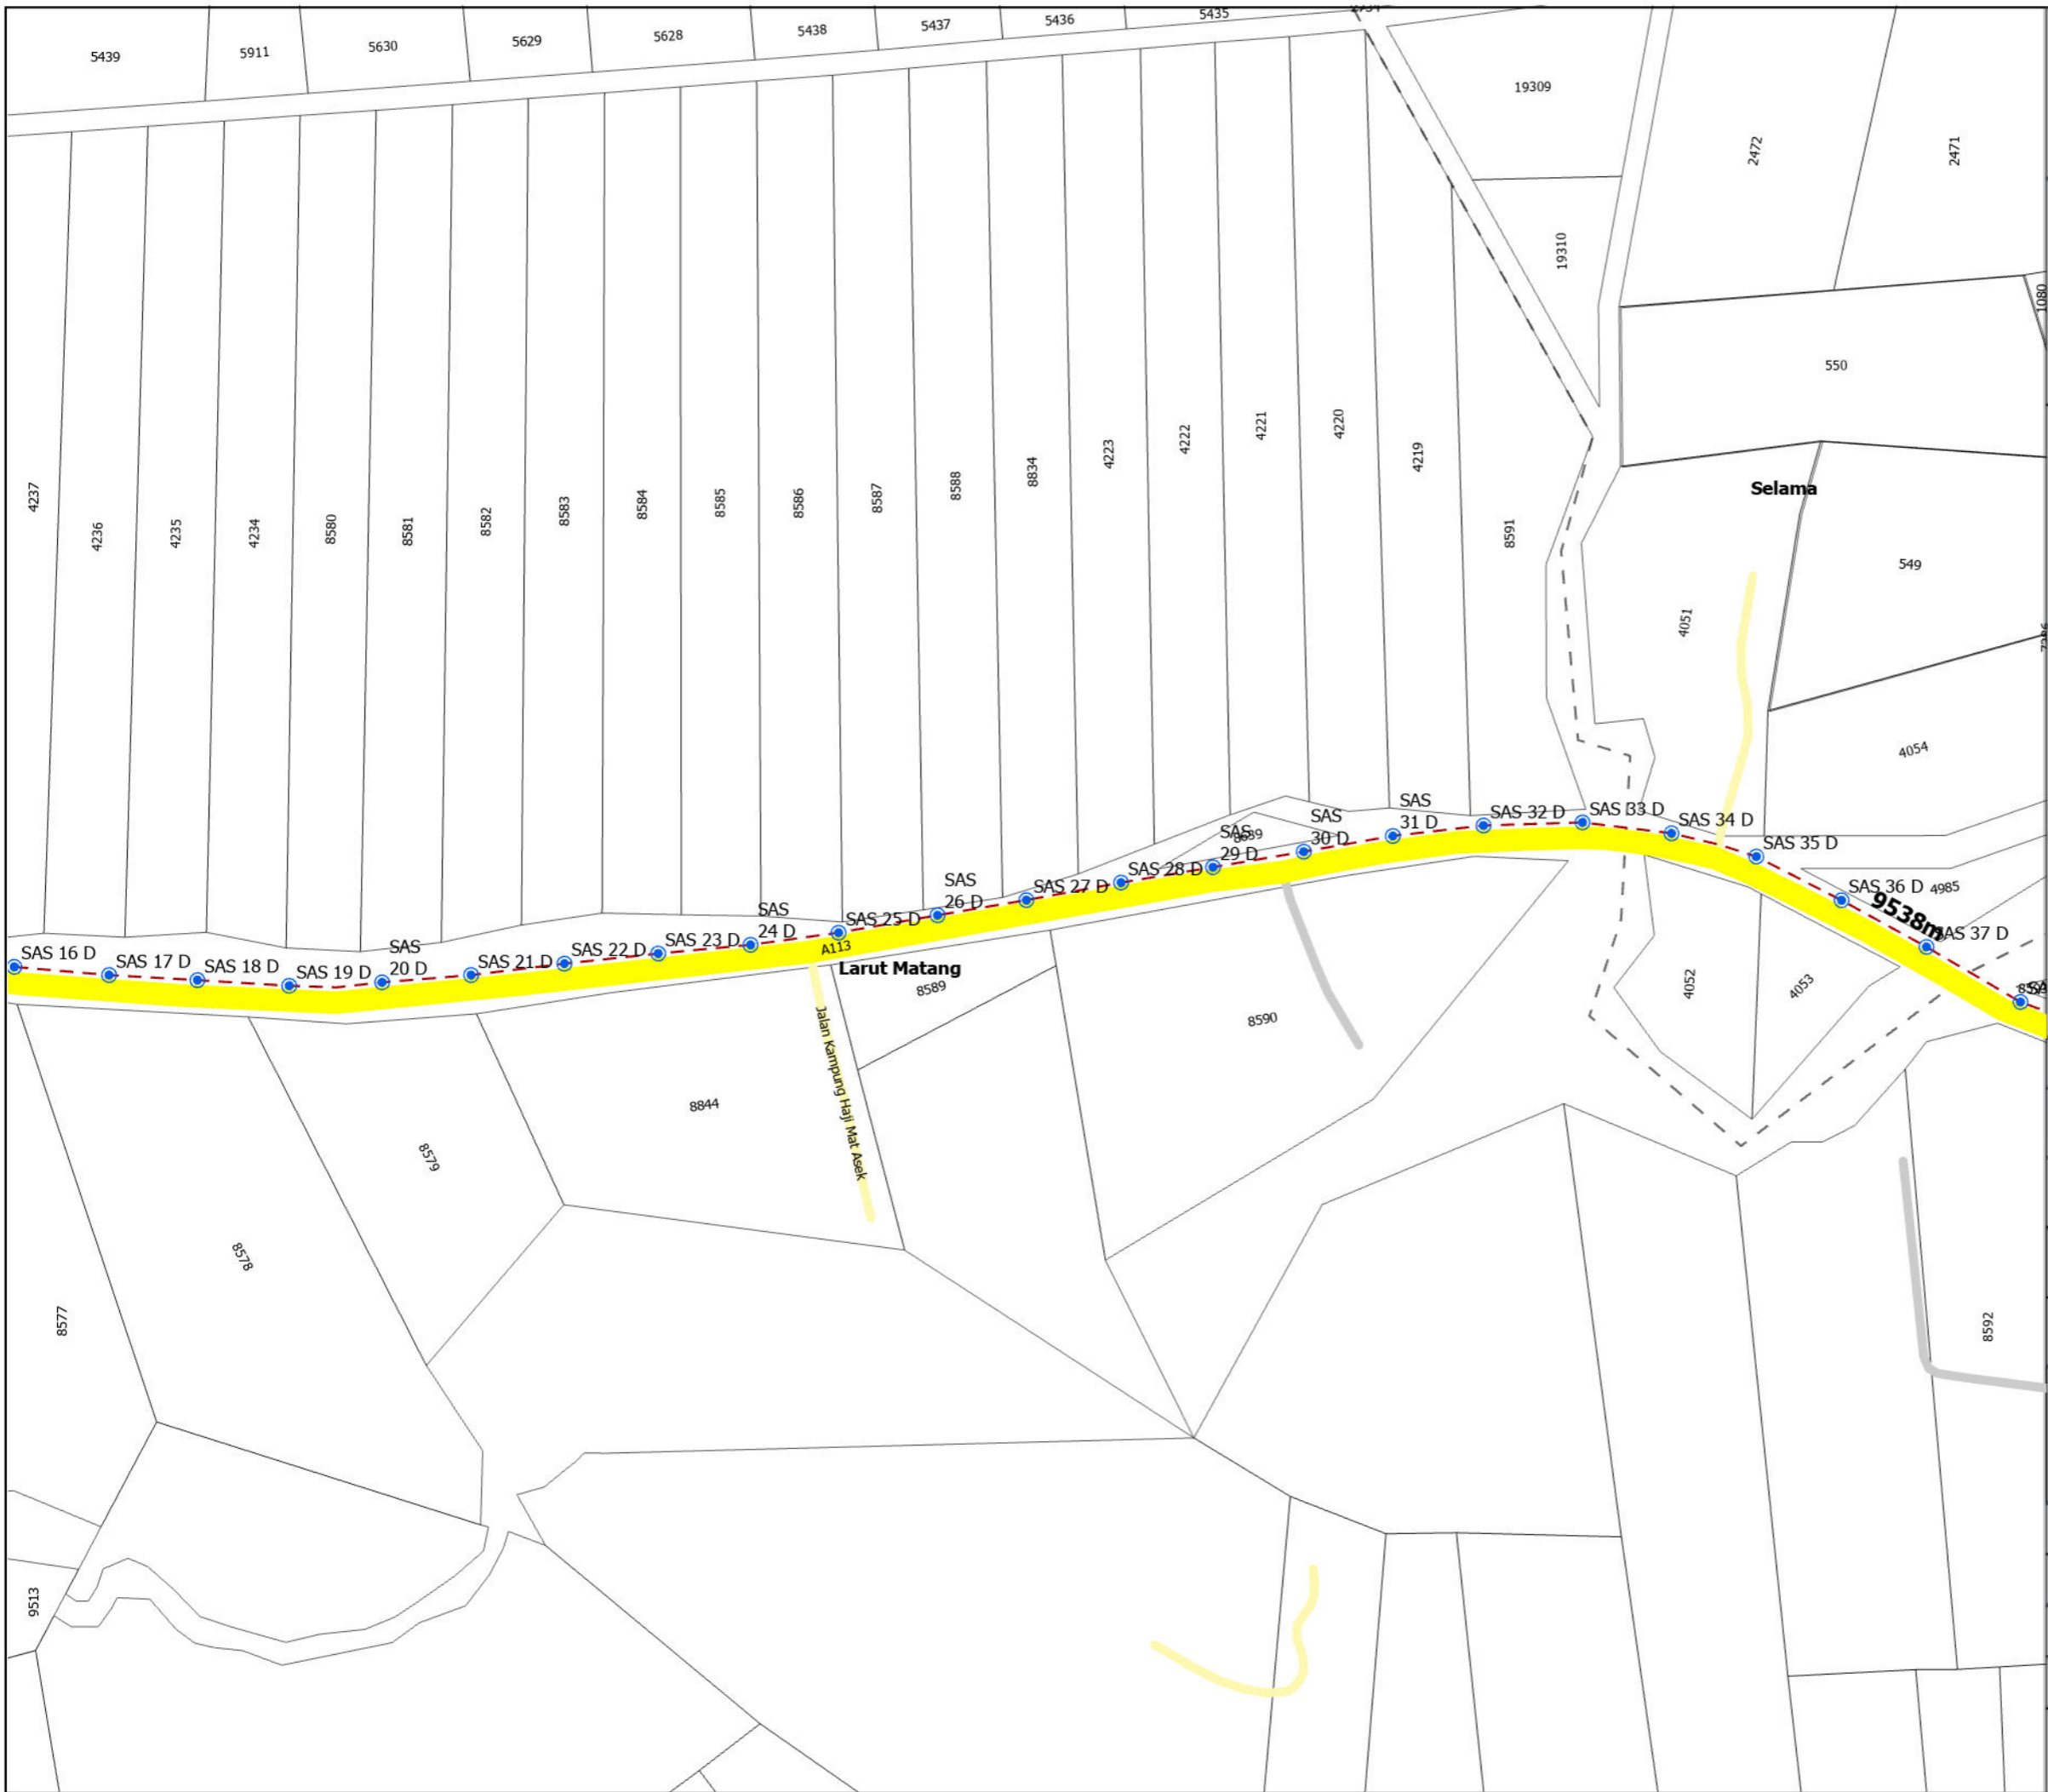 5439
5911
5630
5629
5628
5438
5437
5436
5435
19309
2472
2471
19310
1080
550
4237
4236
4235
4234
8580
8581
8582
8583
8584
8585
8586
8587
8588
8834
4223
4222
4221
4220
4219
8591
Selama
549
4051
4054
SAS 16 D
SAS 17 D
SAS 18 D
SAS 19 D
SAS
20 D
SAS 21 D
SAS 22 D
SAS 23 D
SAS
24 D
SAS 25 D
SAS
26 D
SAS 27 D
SAS 28 D
SAS
29 D
8639
SAS
30 D
SAS
31 D
SAS 32 D
SAS 33 D
SAS 34 D
SAS 35 D
SAS 36 D
4985
9538m
SAS 37 D
A113
Larut Matang
8589
Jalan Kampung Haji Mat Asek
8590
4052
4053
8844
8579
8578
8577
8592
9513